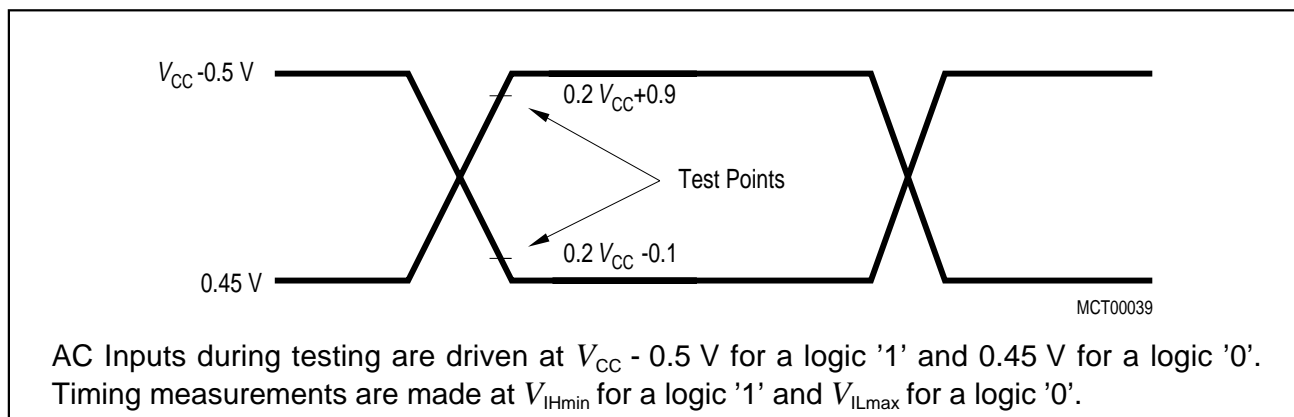 VCC -0.5 V
0.2 VCC+0.9
Test Points
0.2 VCC -0.1
0.45 V
MCT00039
AC Inputs during testing are driven at VCC - 0.5 V for a logic '1' and 0.45 V for a logic '0'.
Timing measurements are made at VIHmin for a logic '1' and VILmax for a logic '0'.